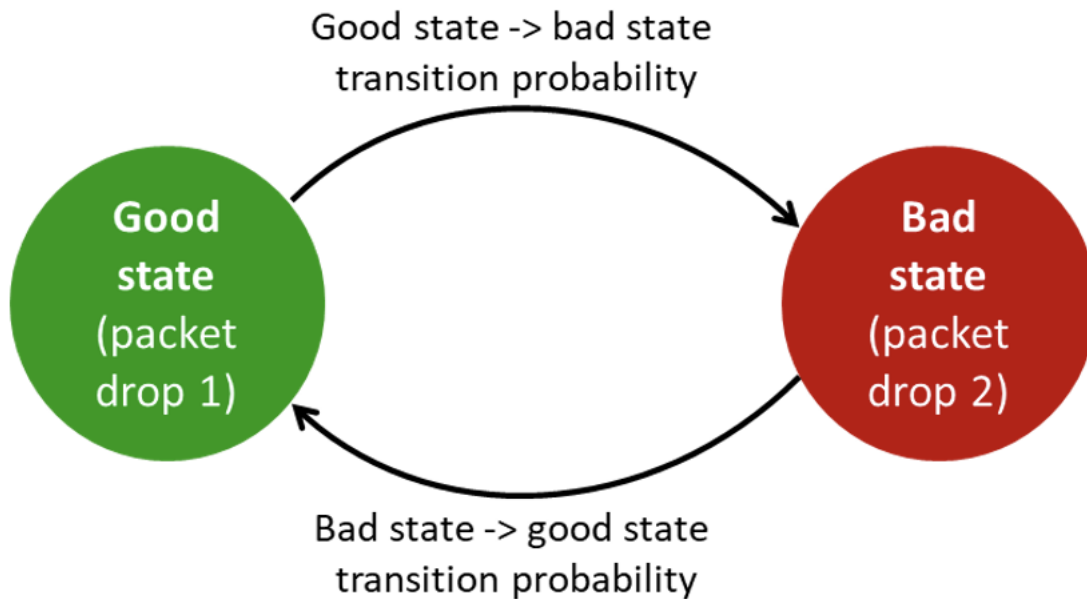 Good state -> bad state
transition probability
Good
state
(packet
drop 1)
Bad
state
(packet
drop 2)
Bad state -> good state
transition probability